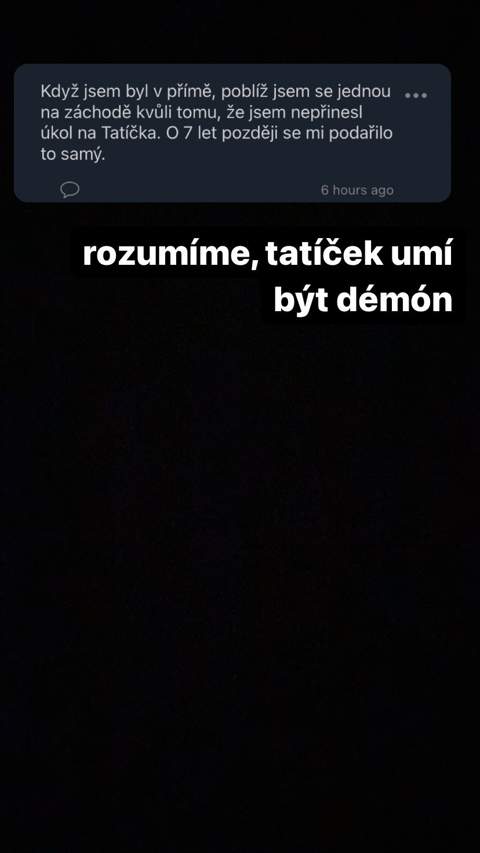 Když jsem byl v přímě, poblíž jsem se jednou
na záchodě kvůli tomu, že jsem nepřinesl
úkol na Tatíčka. O 7 let později se mi podařilo
to samý.
6 hours ago
rozumíme, tatíček umí
být démón